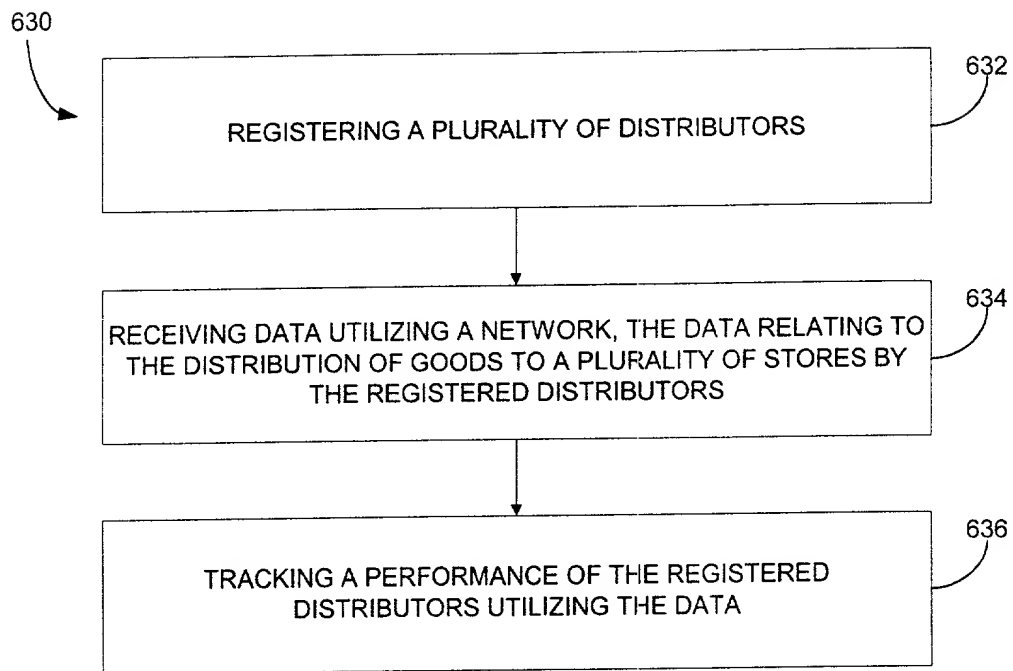 630
632
REGISTERING A PLURALITY OF DISTRIBUTORS
634
RECEIVING DATA UTILIZING A NETWORK, THE DATA RELATING TO
THE DISTRIBUTION OF GOODS TO A PLURALITY OF STORES BY
THE REGISTERED DISTRIBUTORS
636
TRACKING A PERFORMANCE OF THE REGISTERED
DISTRIBUTORS UTILIZING THE DATA